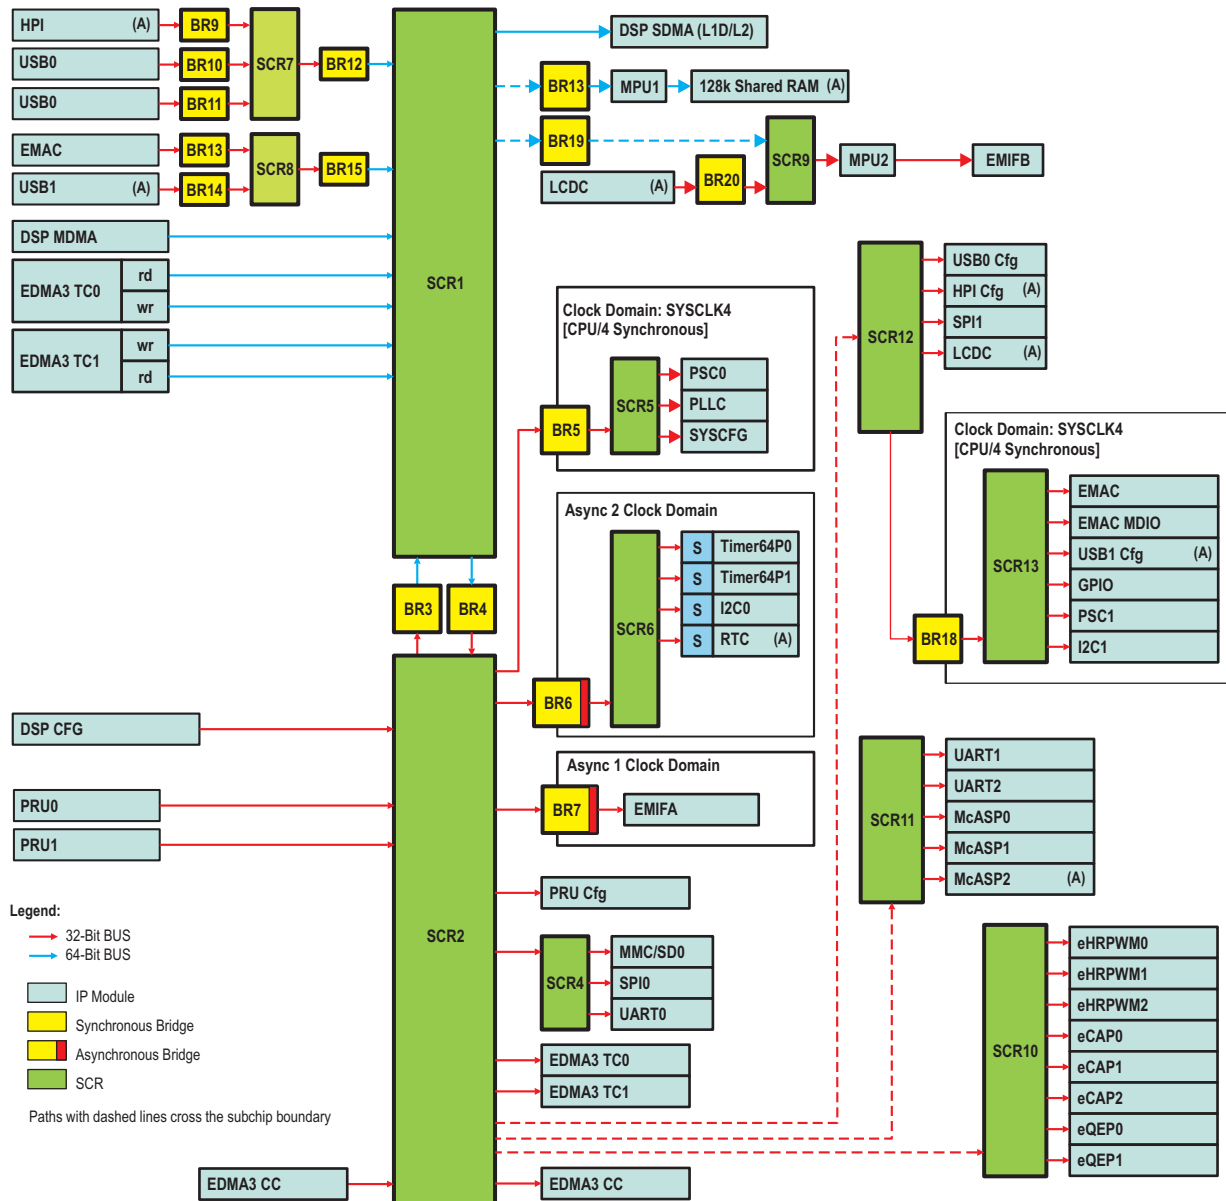 HPI (A)
BR9
USB0
BR10
SCR7
BR12
USB0
BR11
EMAC
BR13
SCR8
BR15
USB1 (A)
BR14
DSP MDMA
EDMA3 TC0
rd
wr
EDMA3 TC1
wr
rd
SCR1
DSP SDMA (L1D/L2)
BR13
MPU1
128k Shared RAM (A)
BR19
SCR9
MPU2
EMIFB
LCDC (A)
BR20
Clock Domain: SYSCLK4
[CPU/4 Synchronous]
BR5
SCR5
PSC0
PLLC
SYSCFG
Async 2 Clock Domain
BR6
SCR6
S Timer64P0
S Timer64P1
S I2C0
S RTC (A)
SCR12
USB0 Cfg
HPI Cfg (A)
SPI1
LCDC (A)
Clock Domain: SYSCLK4
[CPU/4 Synchronous]
BR18
SCR13
EMAC
EMAC MDIO
USB1 Cfg (A)
GPIO
PSC1
I2C1
BR3
BR4
DSP CFG
PRU0
PRU1
SCR2
Async 1 Clock Domain
BR7
EMIFA
PRU Cfg
SCR4
MMC/SD0
SPI0
UART0
EDMA3 TC0
EDMA3 TC1
SCR11
UART1
UART2
McASP0
McASP1
McASP2 (A)
SCR10
eHRPWM0
eHRPWM1
eHRPWM2
eCAP0
eCAP1
eCAP2
eQEP0
eQEP1
Legend:
32-Bit BUS
64-Bit BUS
IP Module
Synchronous Bridge
Asynchronous Bridge
SCR
Paths with dashed lines cross the subchip boundary
EDMA3 CC
EDMA3 CC